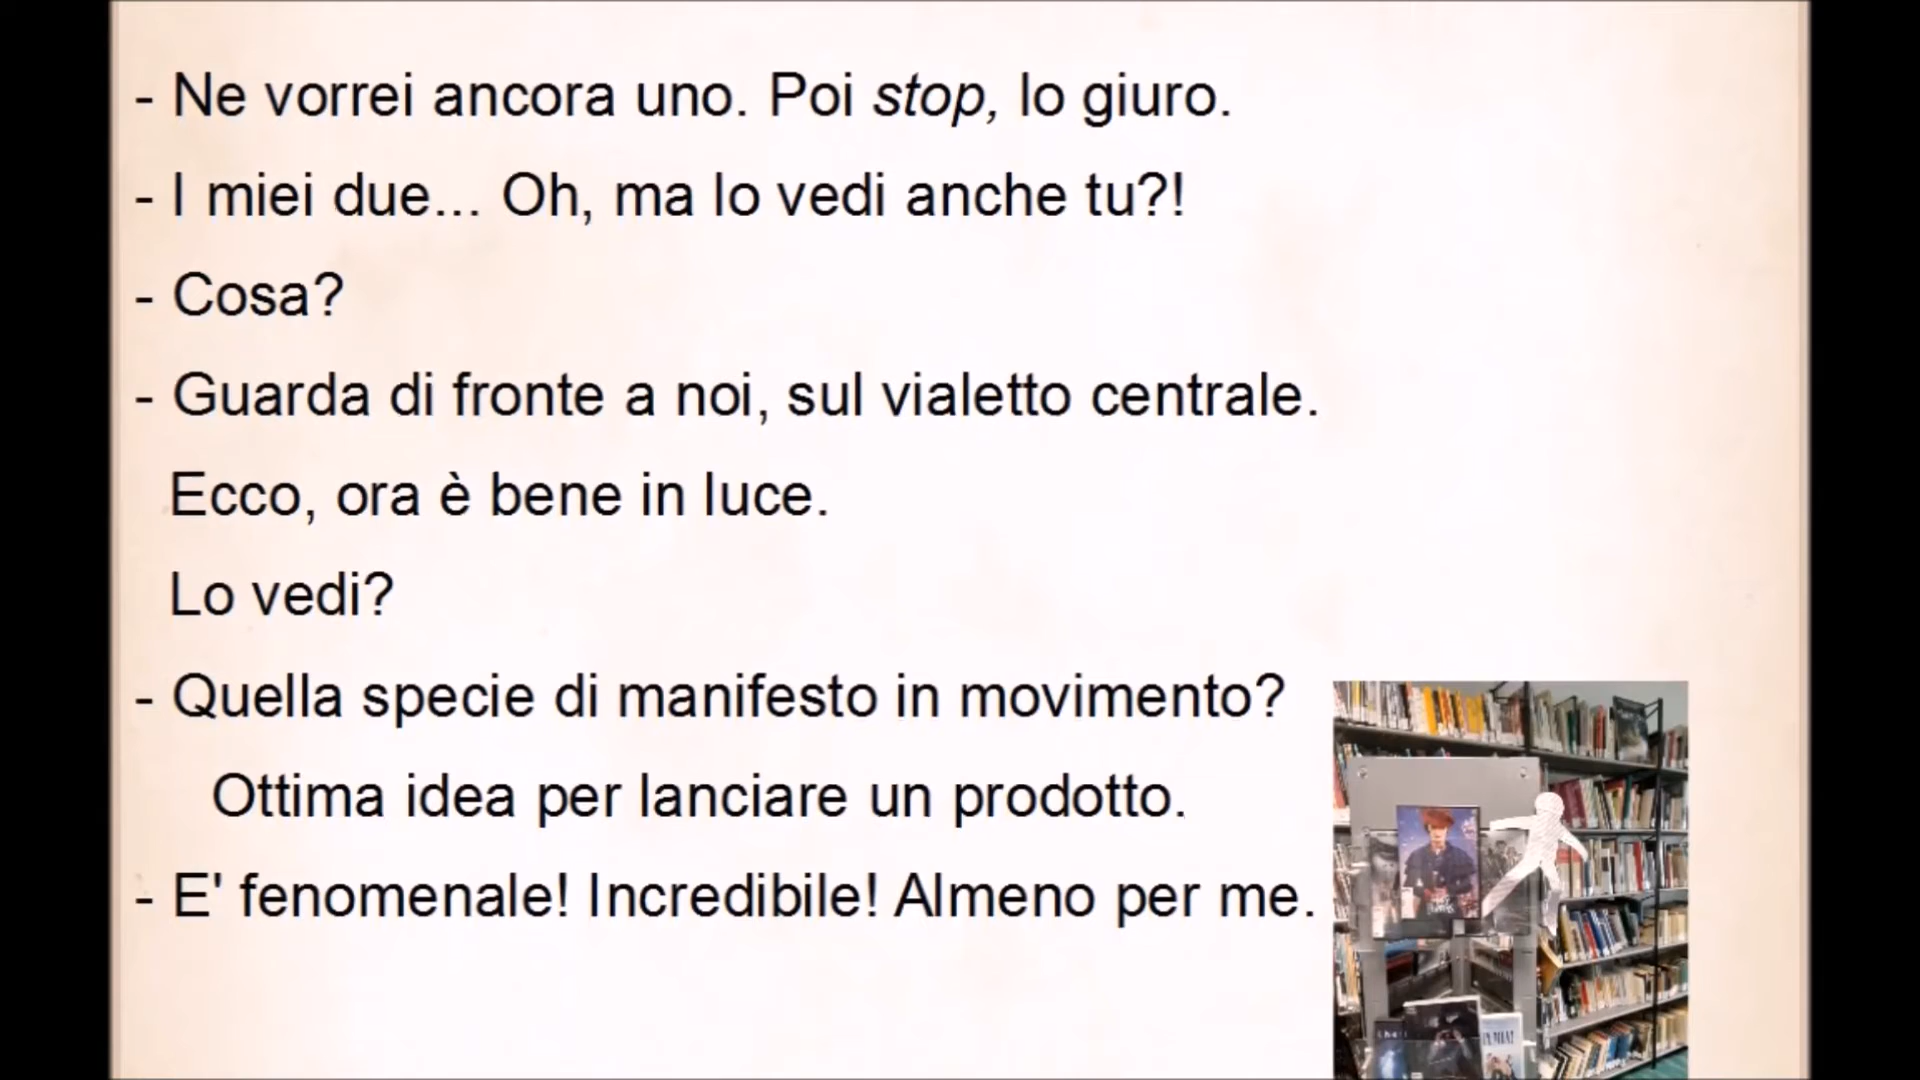 - Ne vorrei ancora uno. Poi stop, lo giuro.
- I miei due... Oh, ma lo vedi anche tu?!
- Cosa?
- Guarda di fronte a noi, sul vialetto centrale.
Ecco, ora è bene in luce.
Lo vedi?
- Quella specie di manifesto in movimento?
Ottima idea per lanciare un prodotto.
- E' fenomenale! Incredibile! Almeno per me.